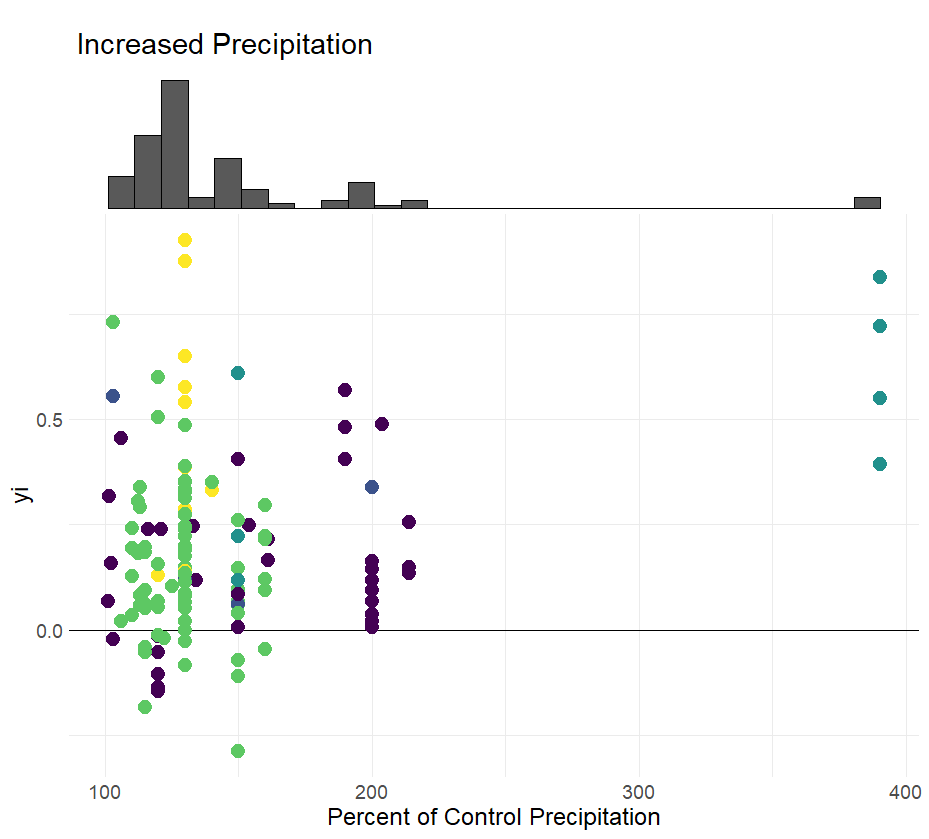 Increased Precipitation
0.5
yi
0.0
100 200 300 400
Percent of Control Precipitation